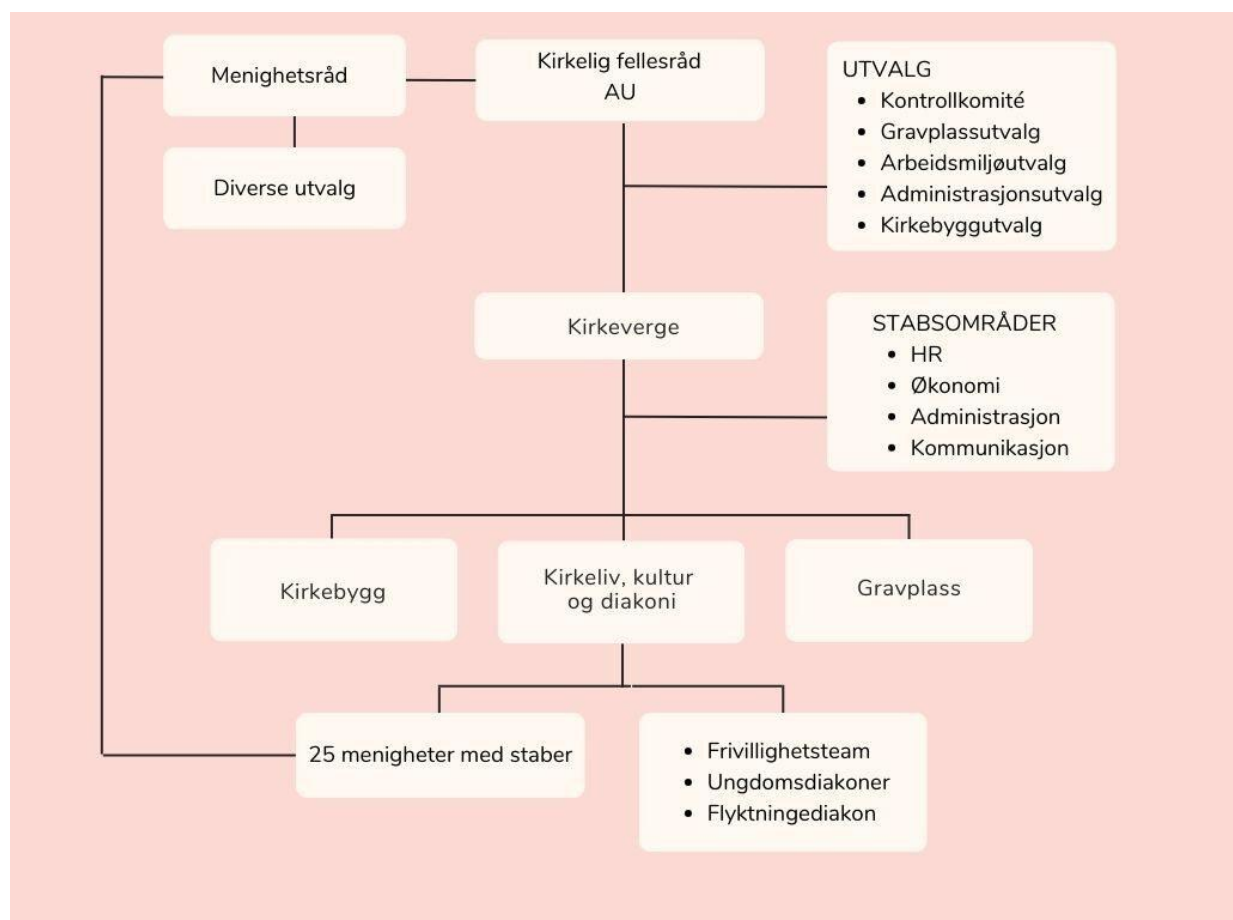 Menighetsråd
Kirkelig fellesråd
AU
UTVALG
• Kontrollkomité
• Gravplassutvalg
• Arbeidsmiljøutvalg
• Administrasjonsutvalg
• Kirkebyggutvalg
Diverse utvalg
Kirkeverge
STABSOMRÅDER
• HR
• Økonomi
• Administrasjon
• Kommunikasjon
Kirkebygg
Kirkeliv, kultur
og diakoni
Gravplass
25 menigheter med staber
• Frivillighetsteam
• Ungdomsdiakoner
• Flyktningediakon